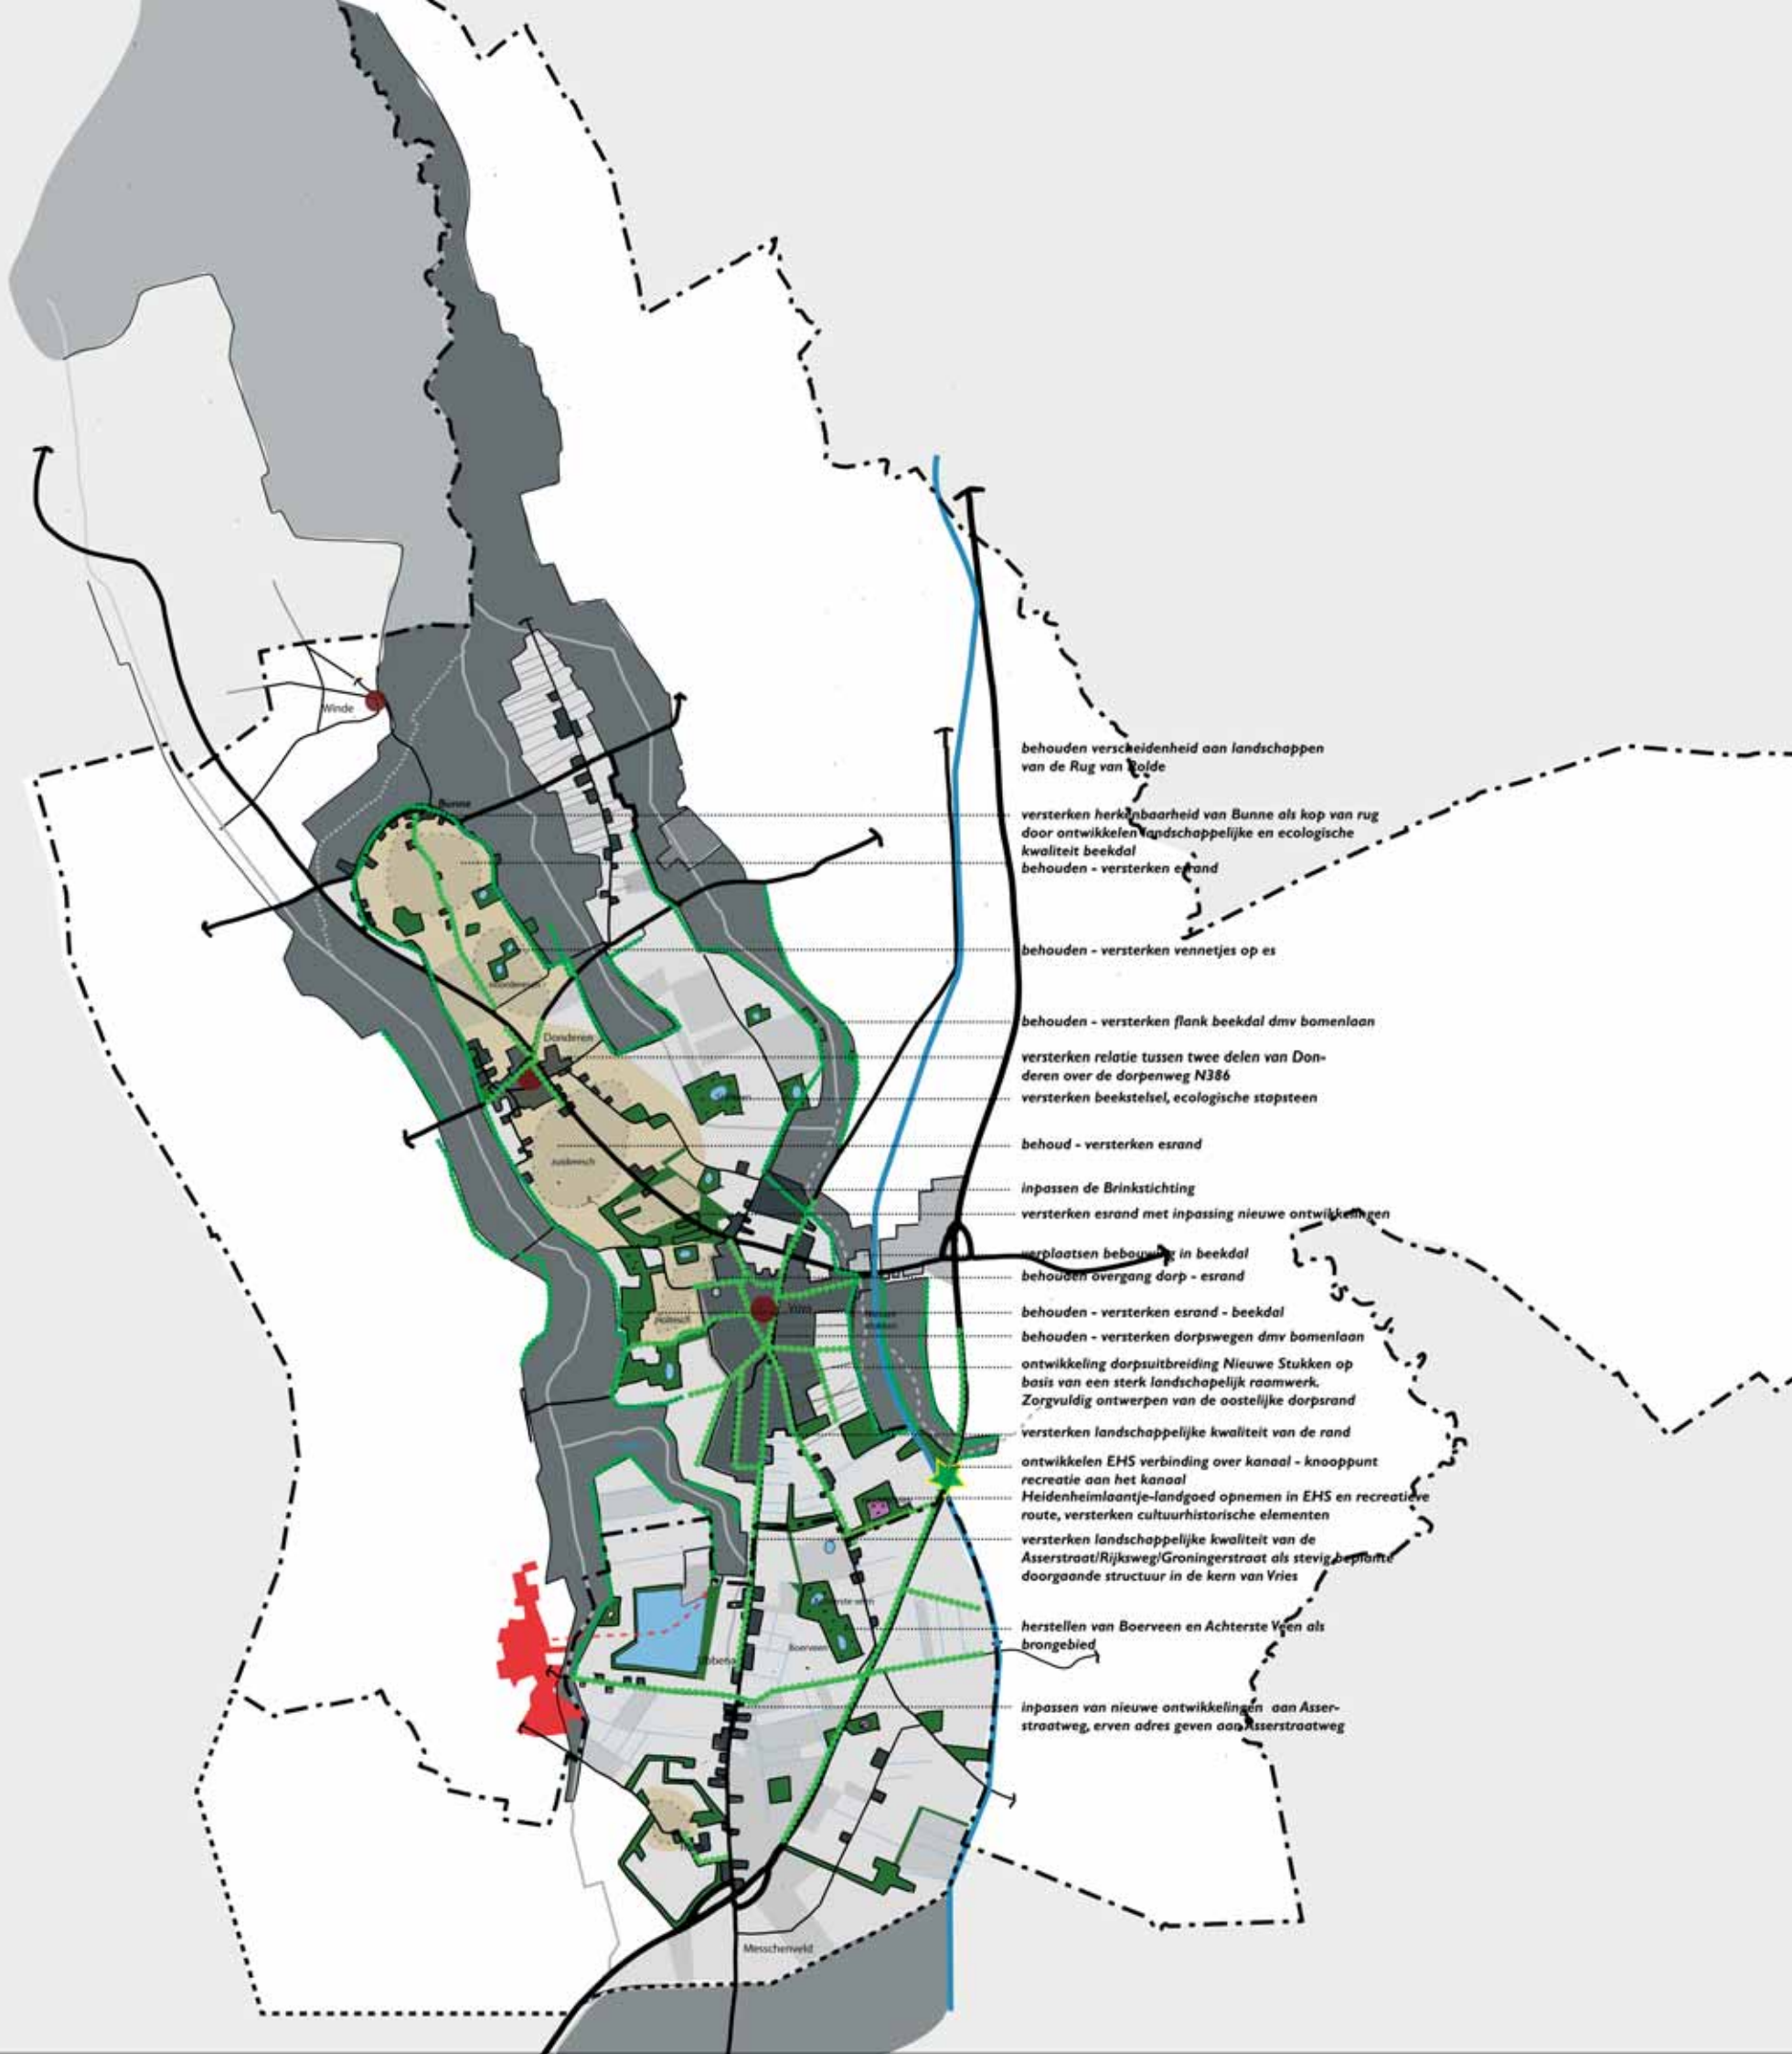 Winde
behouden verscheidenheid aan landschappen
van de Rug van Rolde
Bunne
versterken herkenbaarheid van Bunne als kop van rug
door ontwikkelen landschappelijke en ecologische
kwaliteit beekdal
behouden - versterken esrand
behouden - versterken vennetjes op es
Noorderesch
behouden - versterken flank beekdal dmv bomenlaan
Donderen
versterken relatie tussen twee delen van Don-
deren over de dorpenweg N386
versterken beekstelsel, ecologische stapsteen
behoud - versterken esrand
Zuideresch
inpassen de Brinkstichting
versterken esrand met inpassing nieuwe ontwikkelingen
verplaatsen bebouwing in beekdal
behouden overgang dorp - esrand
Vries
behouden - versterken esrand - beekdal
Nieuwe
Stukken
Holtesch
behouden - versterken dorpswegen dmv bomenlaan
ontwikkeling dorpsuitbreiding Nieuwe Stukken op
basis van een sterk landschapelijk raamwerk.
Zorgvuldig ontwerpen van de oostelijke dorpsrand
versterken landschappelijke kwaliteit van de rand
ontwikkelen EHS verbinding over kanaal - knooppunt
recreatie aan het kanaal
Heidenheimlaantje-landgoed opnemen in EHS en recreatieve
route, versterken cultuurhistorische elementen
versterken landschappelijke kwaliteit van de
Asserstraat/Rijksweg/Groningerstraat als stevig beplante
doorgaande structuur in de kern van Vries
herstellen van Boerveen en Achterste Veen als
brongebied
Boerveen
Ubbena
inpassen van nieuwe ontwikkelingen aan Asser-
straatweg, erven adres geven aan Asserstraatweg
Messchenveld